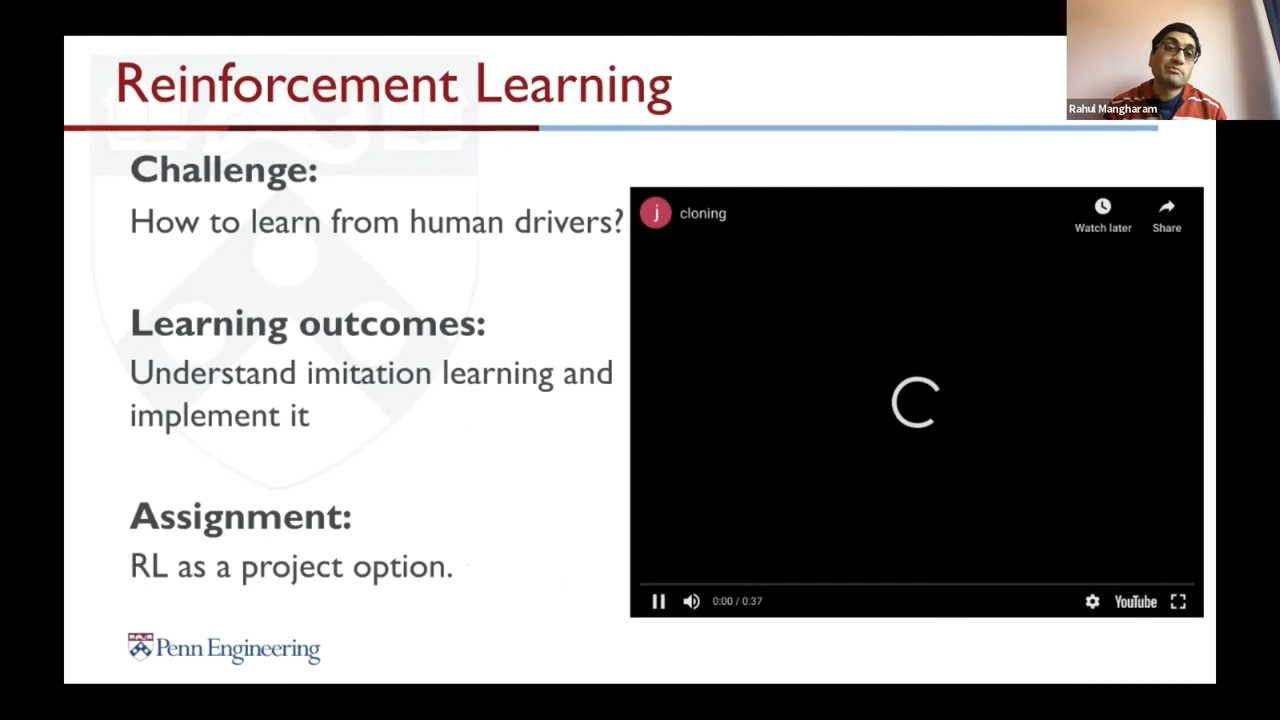 Reinforcement Learning
Rahul Mangharam
Challenge:
How to learn from human drivers?
Learning outcomes:
Understand imitation learning and
implement it
Assignment:
RL as a project option.
Penn Engineering
j
cloning
Watch later
Share
0:00 / 0:37
YouTube